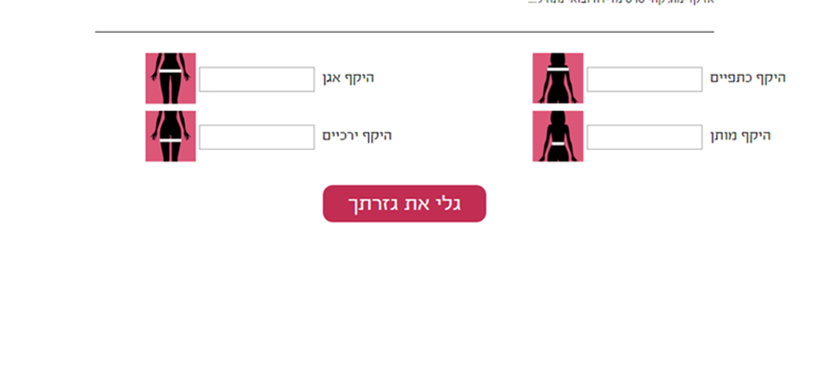 היקף כתפיים
היקף אגן
היקף מותן
היקף ירכיים
גלי את גזרתך